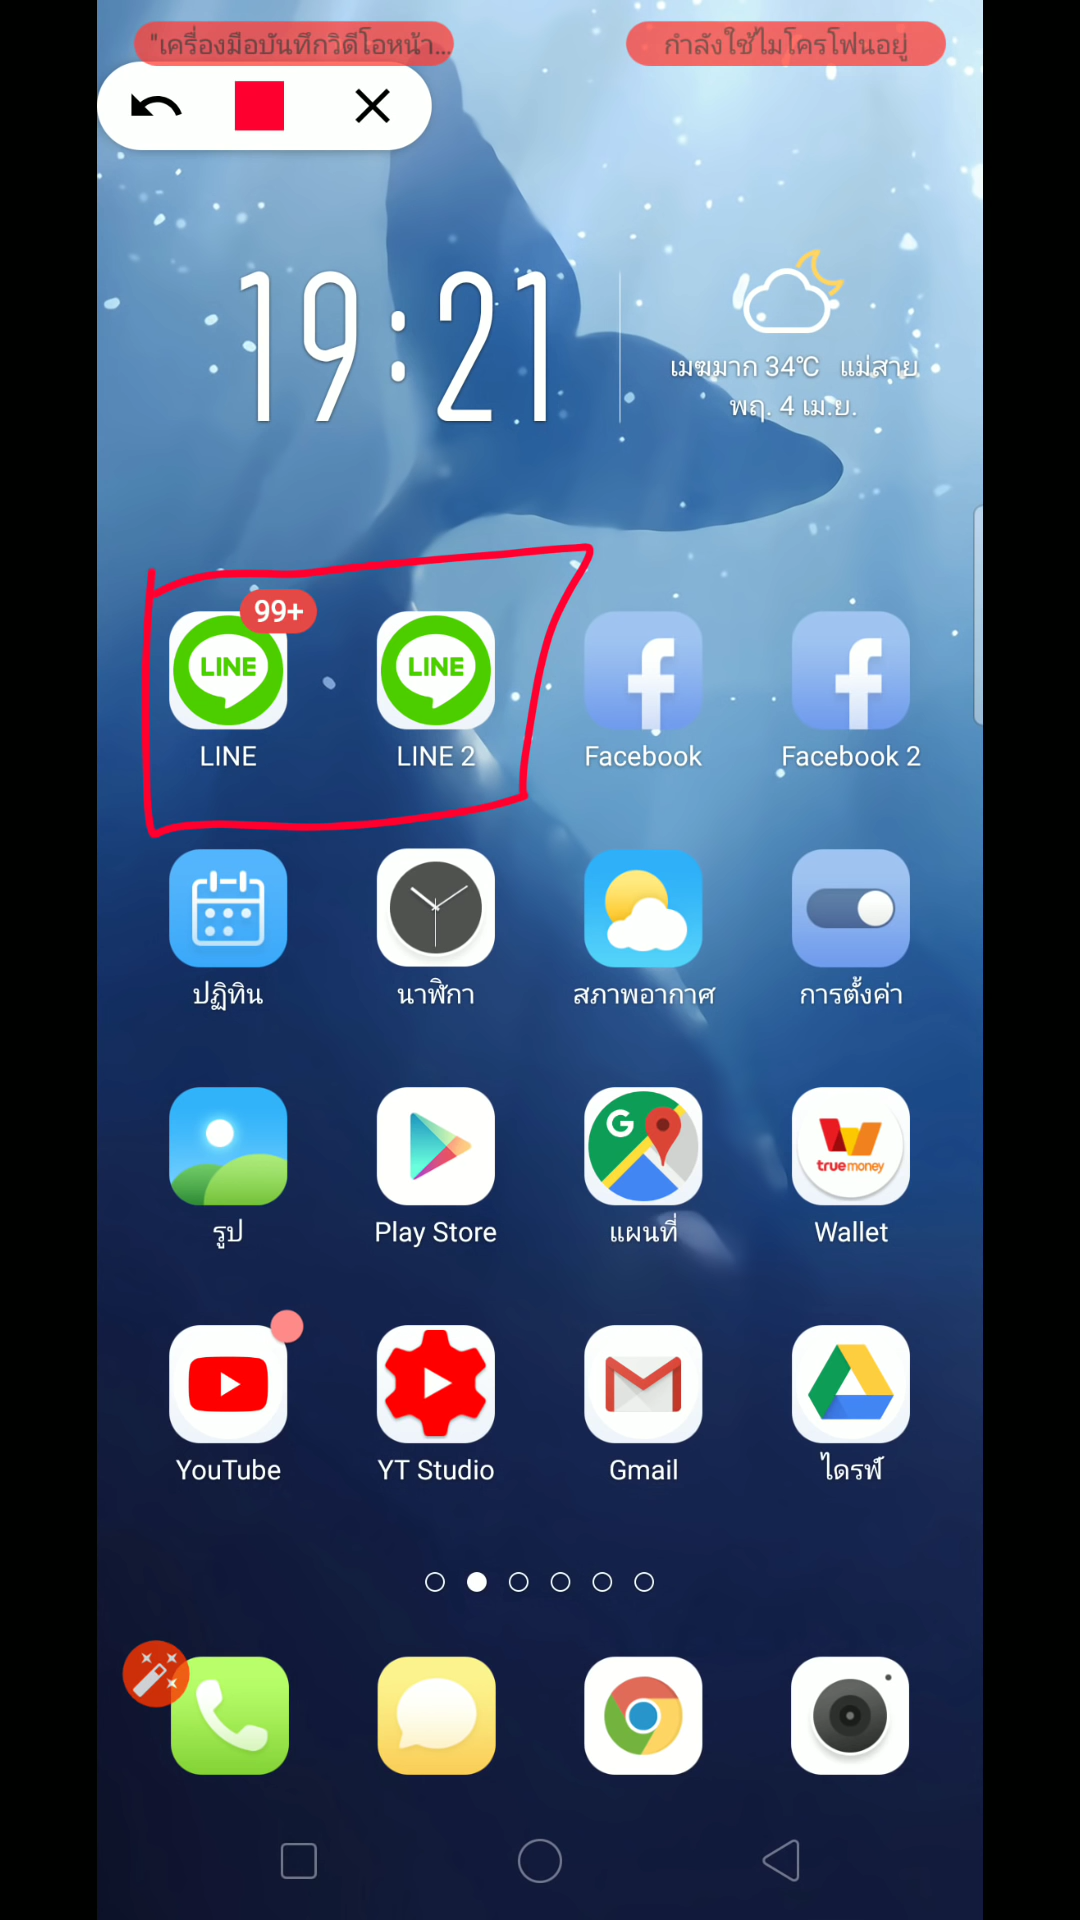 "เครื่องมือบันทึกวิดีโอหน้า...
กำลังใช้ไมโครโฟนอยู่
19:21
เมฆมาก 34℃ แม่สาย
พฤ. 4 เม.ย.
99+
LINE
LINE
LINE
LINE 2
Facebook
Facebook 2
ปฏิทิน
นาฬิกา
สภาพอากาศ
การตั้งค่า
G
truemoney
รูป
Play Store
แผนที่
Wallet
YouTube
YT Studio
Gmail
ไดรฟ์